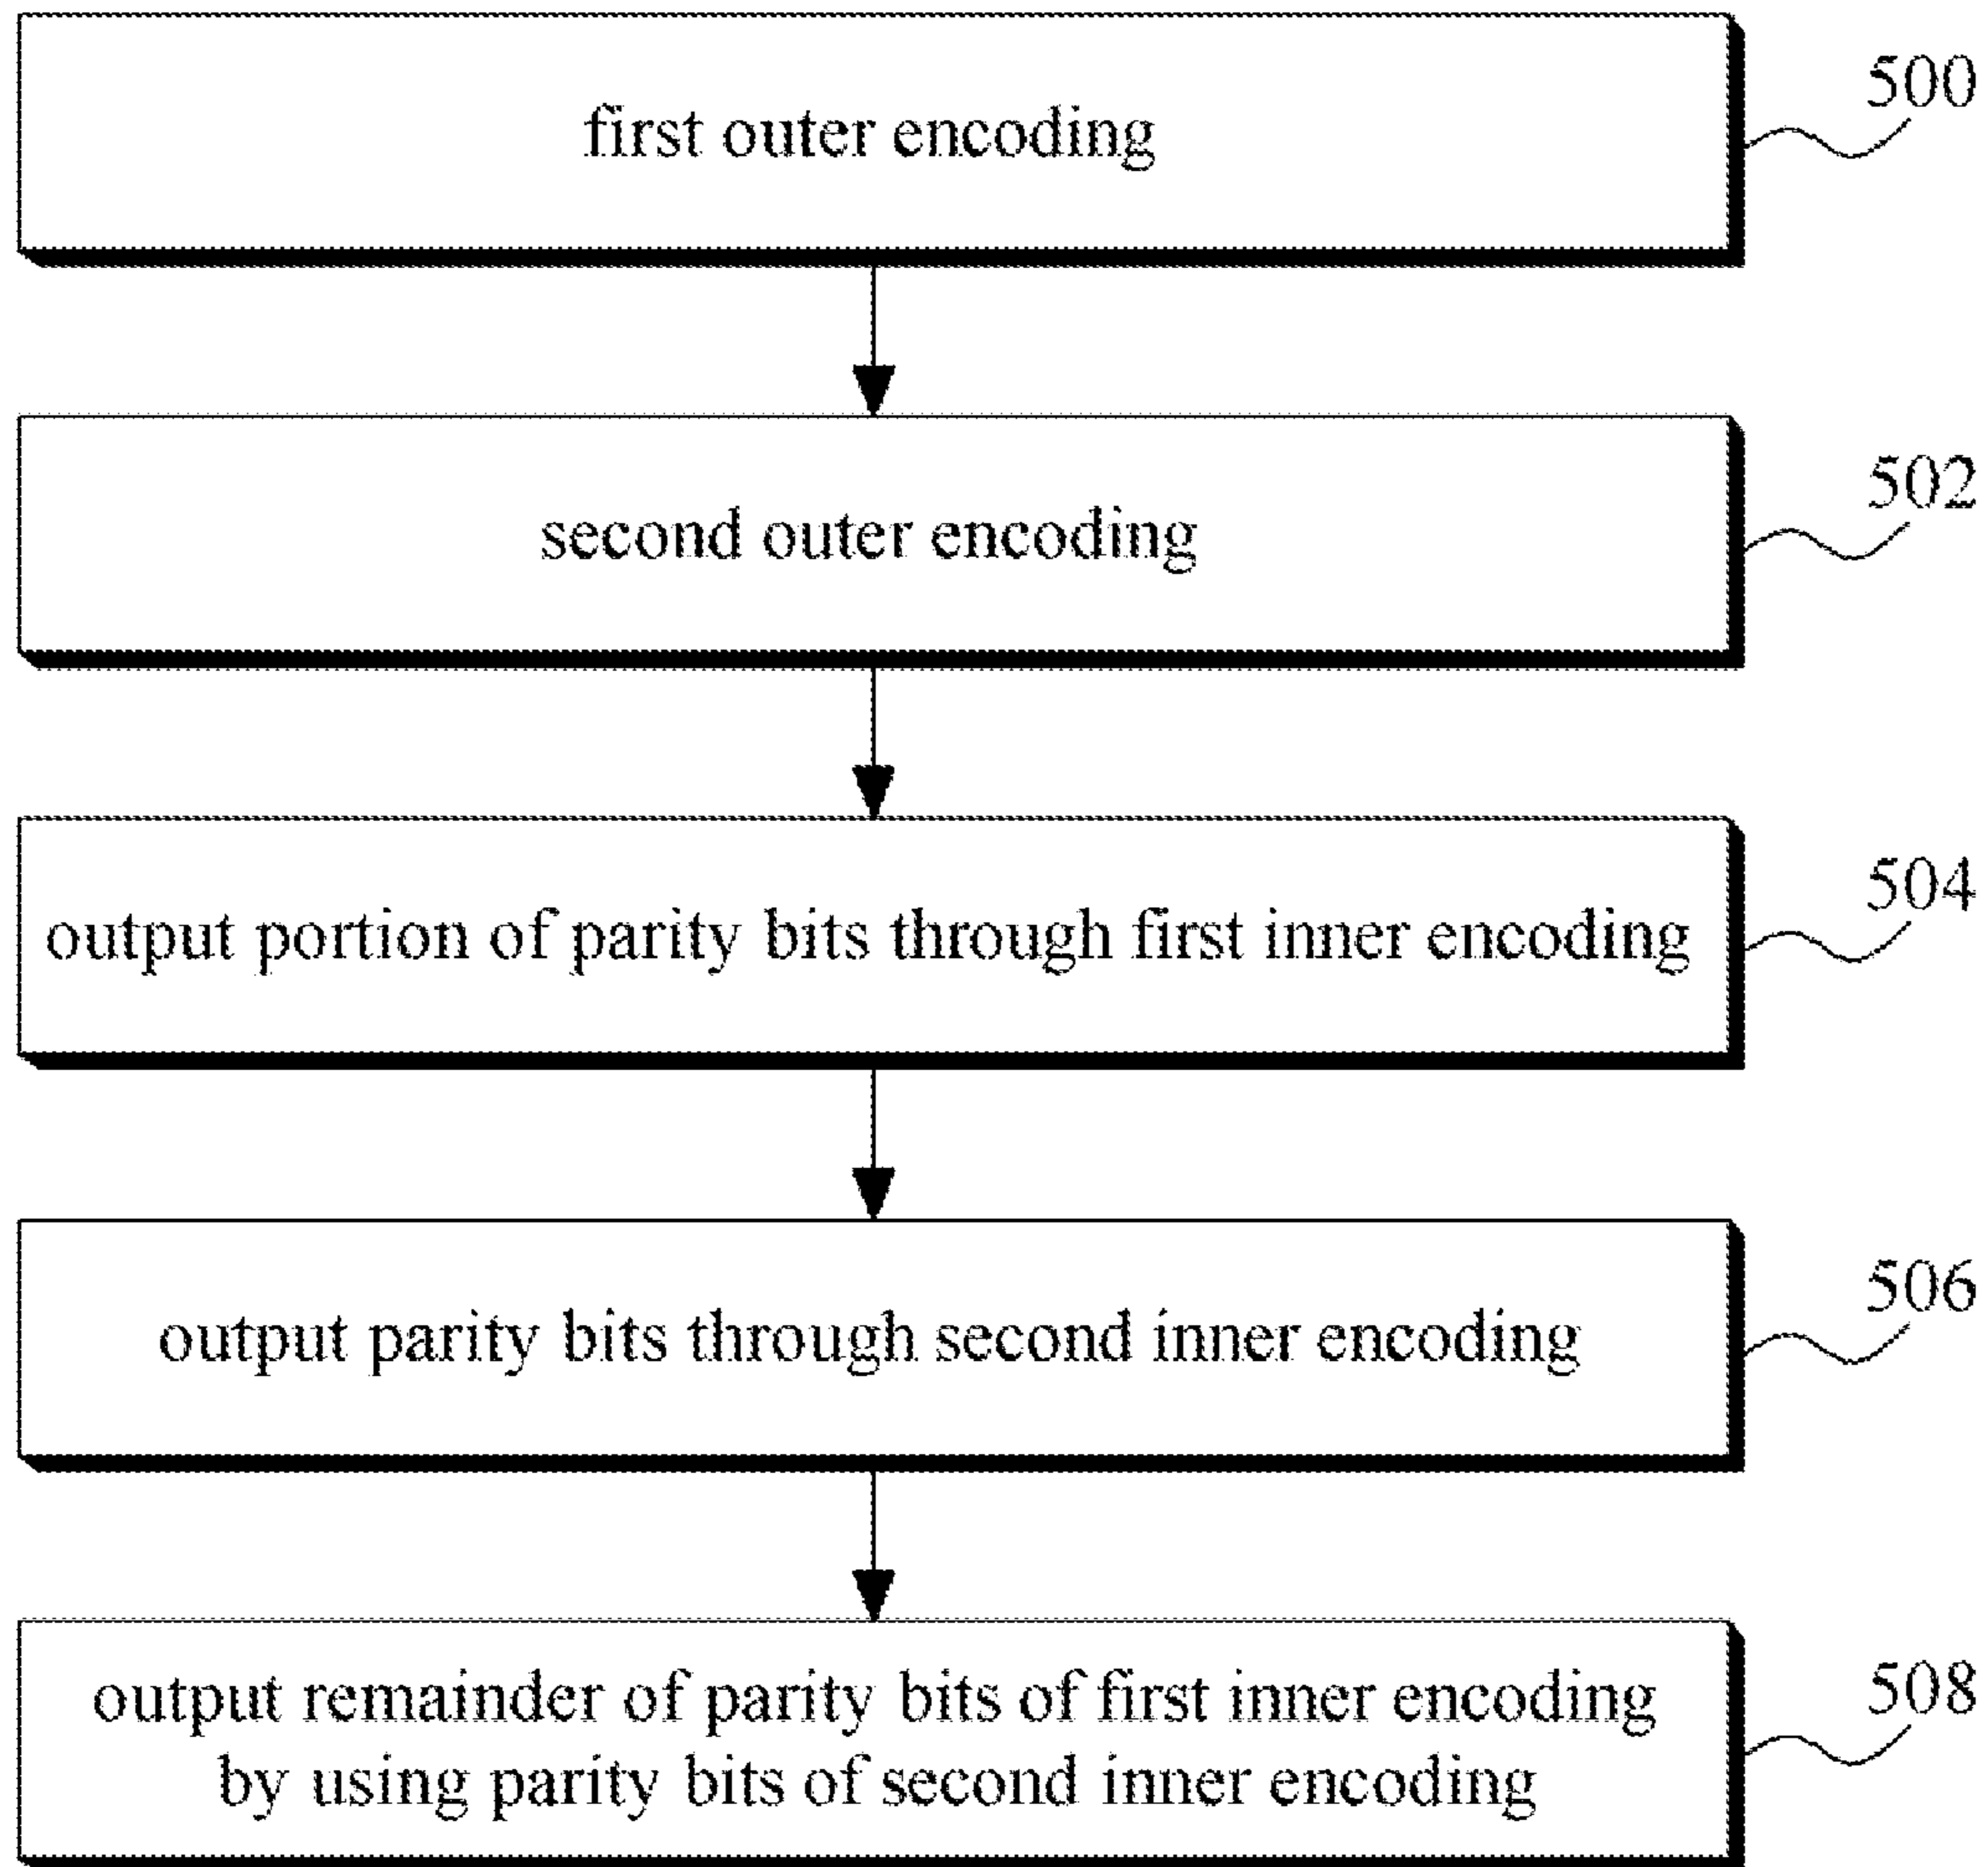 first outer encoding
500
second outer encoding
502
output portion of parity bits through first inner encoding
504
output parity bits through second inner encoding
506
output remainder of parity bits of first inner encoding
by using parity bits of second inner encoding
508